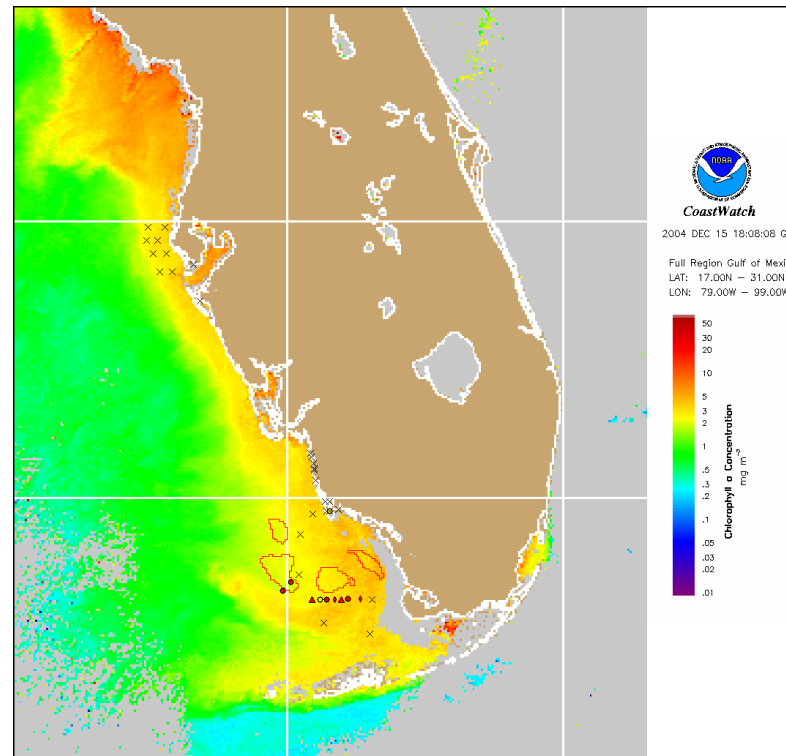 NOAA
CoastWatch
2004 DEC 15 18:08:08 G
Full Region Gulf of Mexi
LAT: 17.00N – 31.00N
LON: 79.00W – 99.00W
50
30
20
10
5
3
2
1
.5
.3
.2
.1
.05
.03
.02
.01
Chlorophyll a Concentration
mg m⁻³